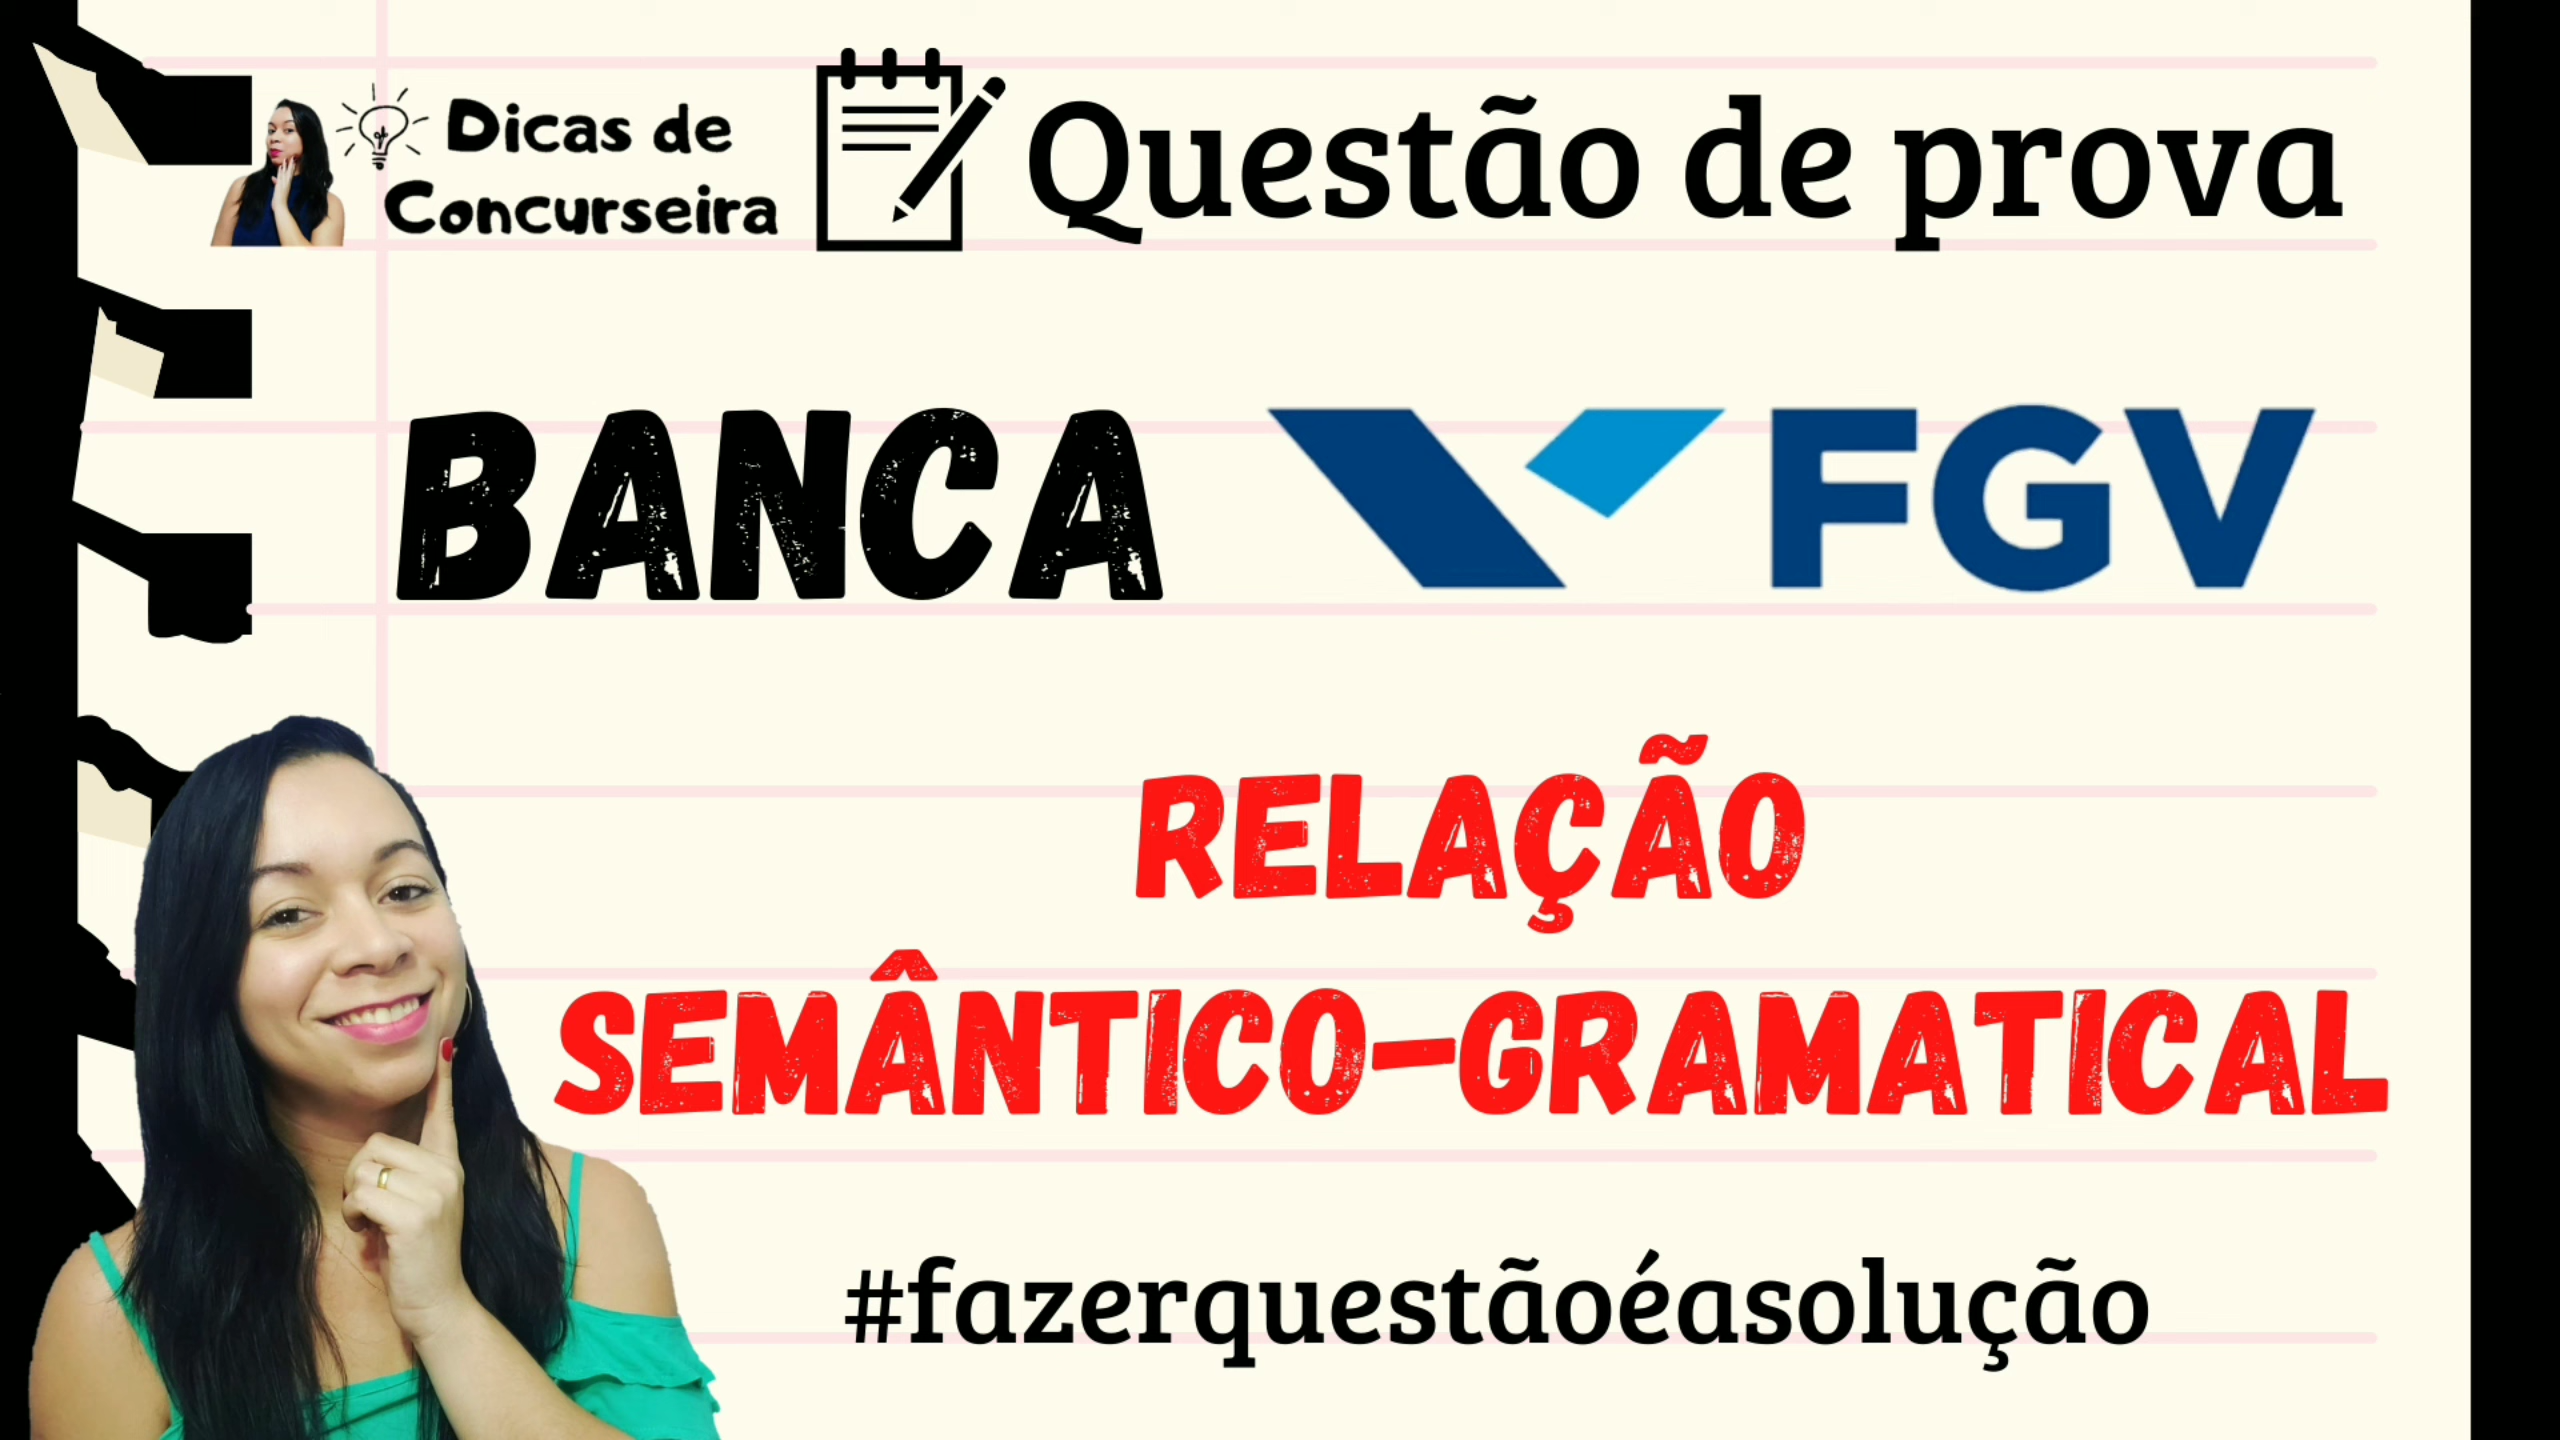 Dicas de
Concurseira
Questão de prova
BANCA
FGV
RELAÇÃO
SEMÂNTICO-GRAMATICAL
#fazerquestãoéasolução